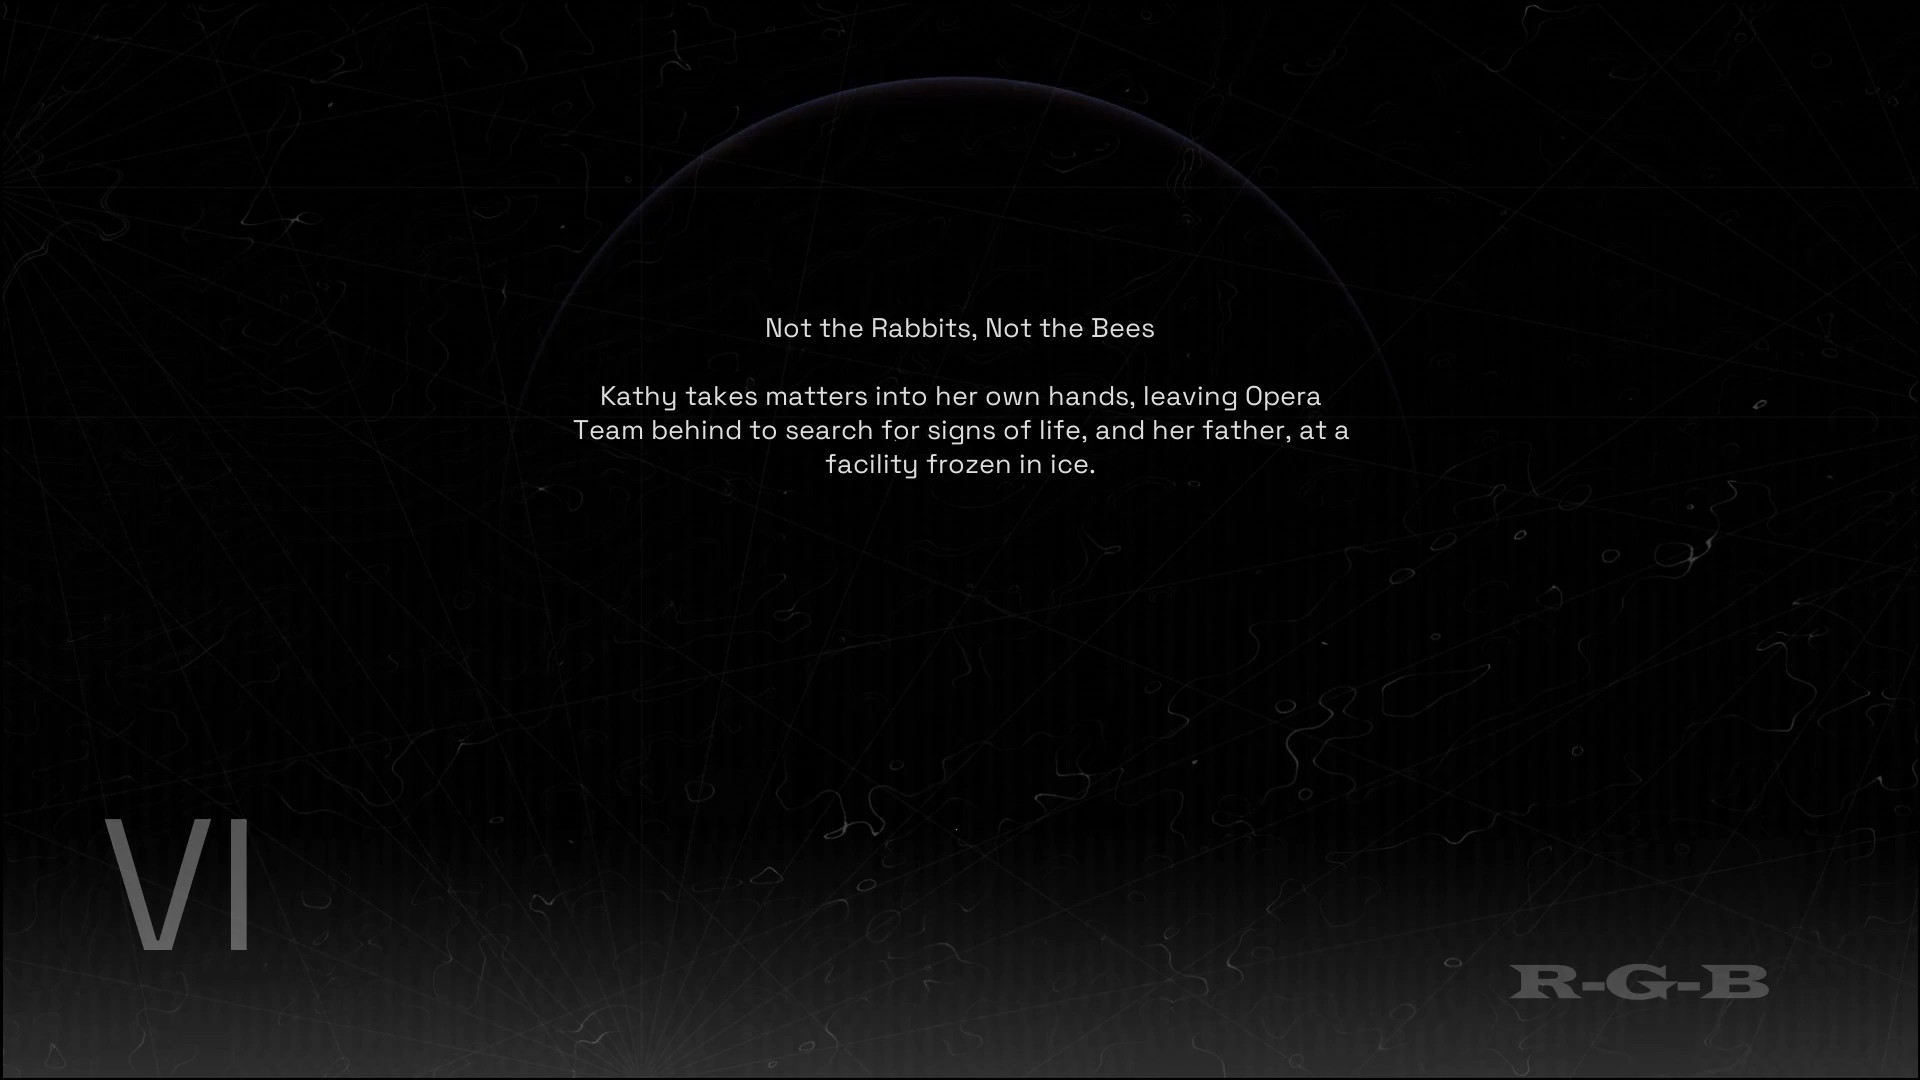 Not the Rabbits, Not the Bees
Kathy takes matters into her own hands, leaving Opera
Team behind to search for signs of life, and her father, at a
facility frozen in ice.
VI
R-G-B